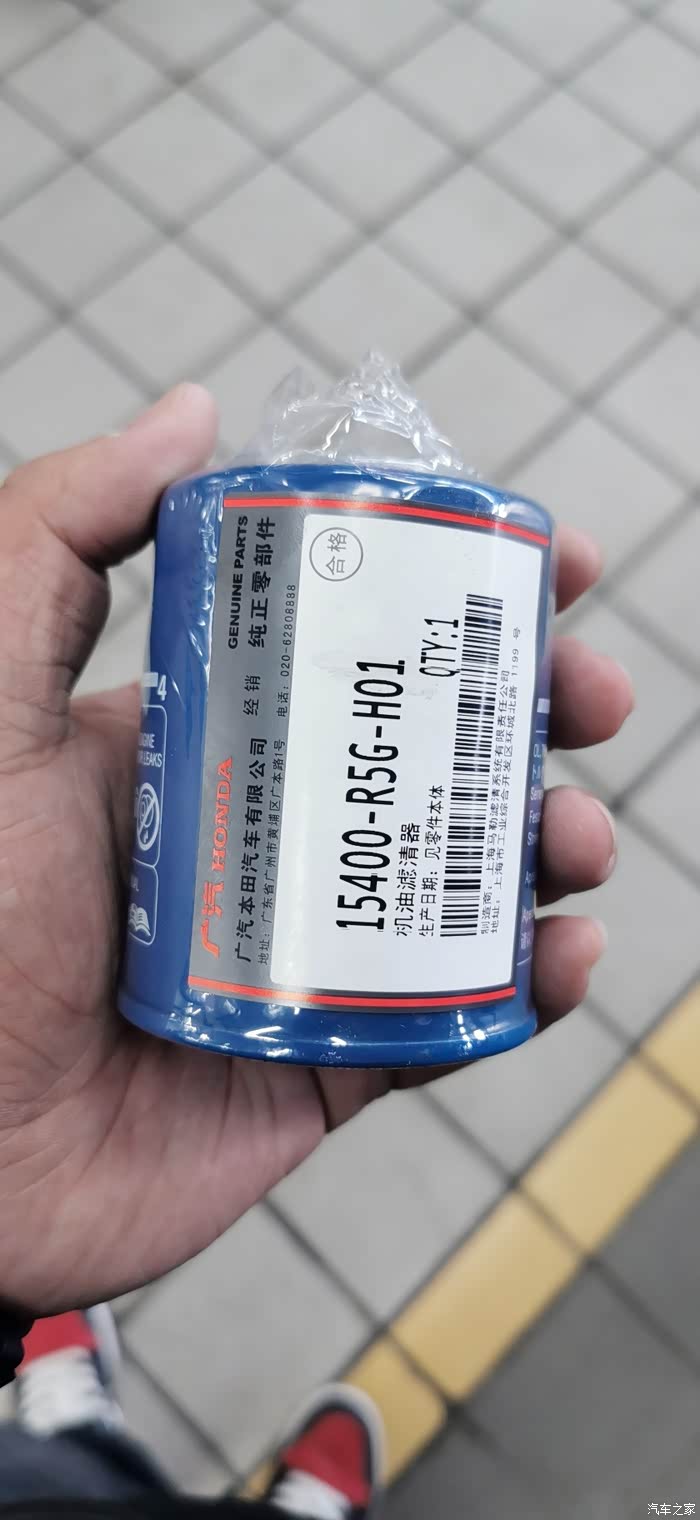 GENUINE PARTS
纯正零部件
广汽 HONDA
广汽本田汽车有限公司 经销
地址：广东省广州市黄埔区广本路1号 电话：020-62808888
合格
15400-R5G-H01
机油滤清器 QTY:1
生产日期：见零件本体
制造商：上海马勒滤清系统有限责任公司
地址：上海市工业综合开发区环城北路 1199 号
4
LEAKS
汽车之家